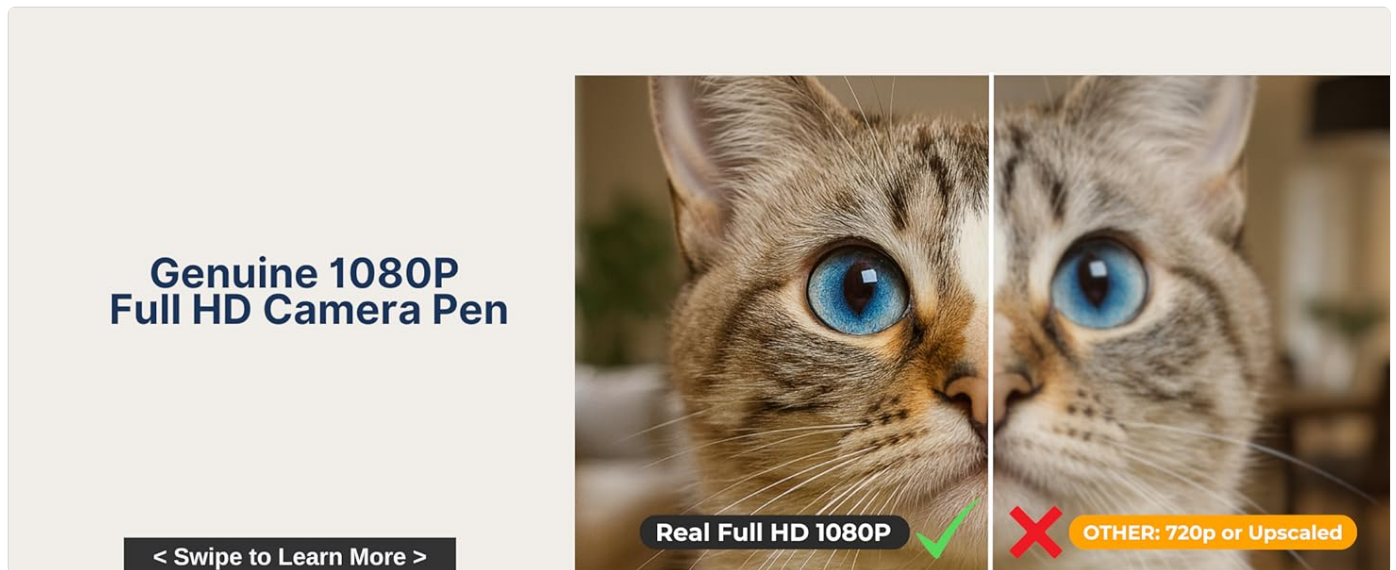 Genuine 1080P
Full HD Camera Pen
< Swipe to Learn More >
Real Full HD 1080P
OTHER: 720p or Upscaled